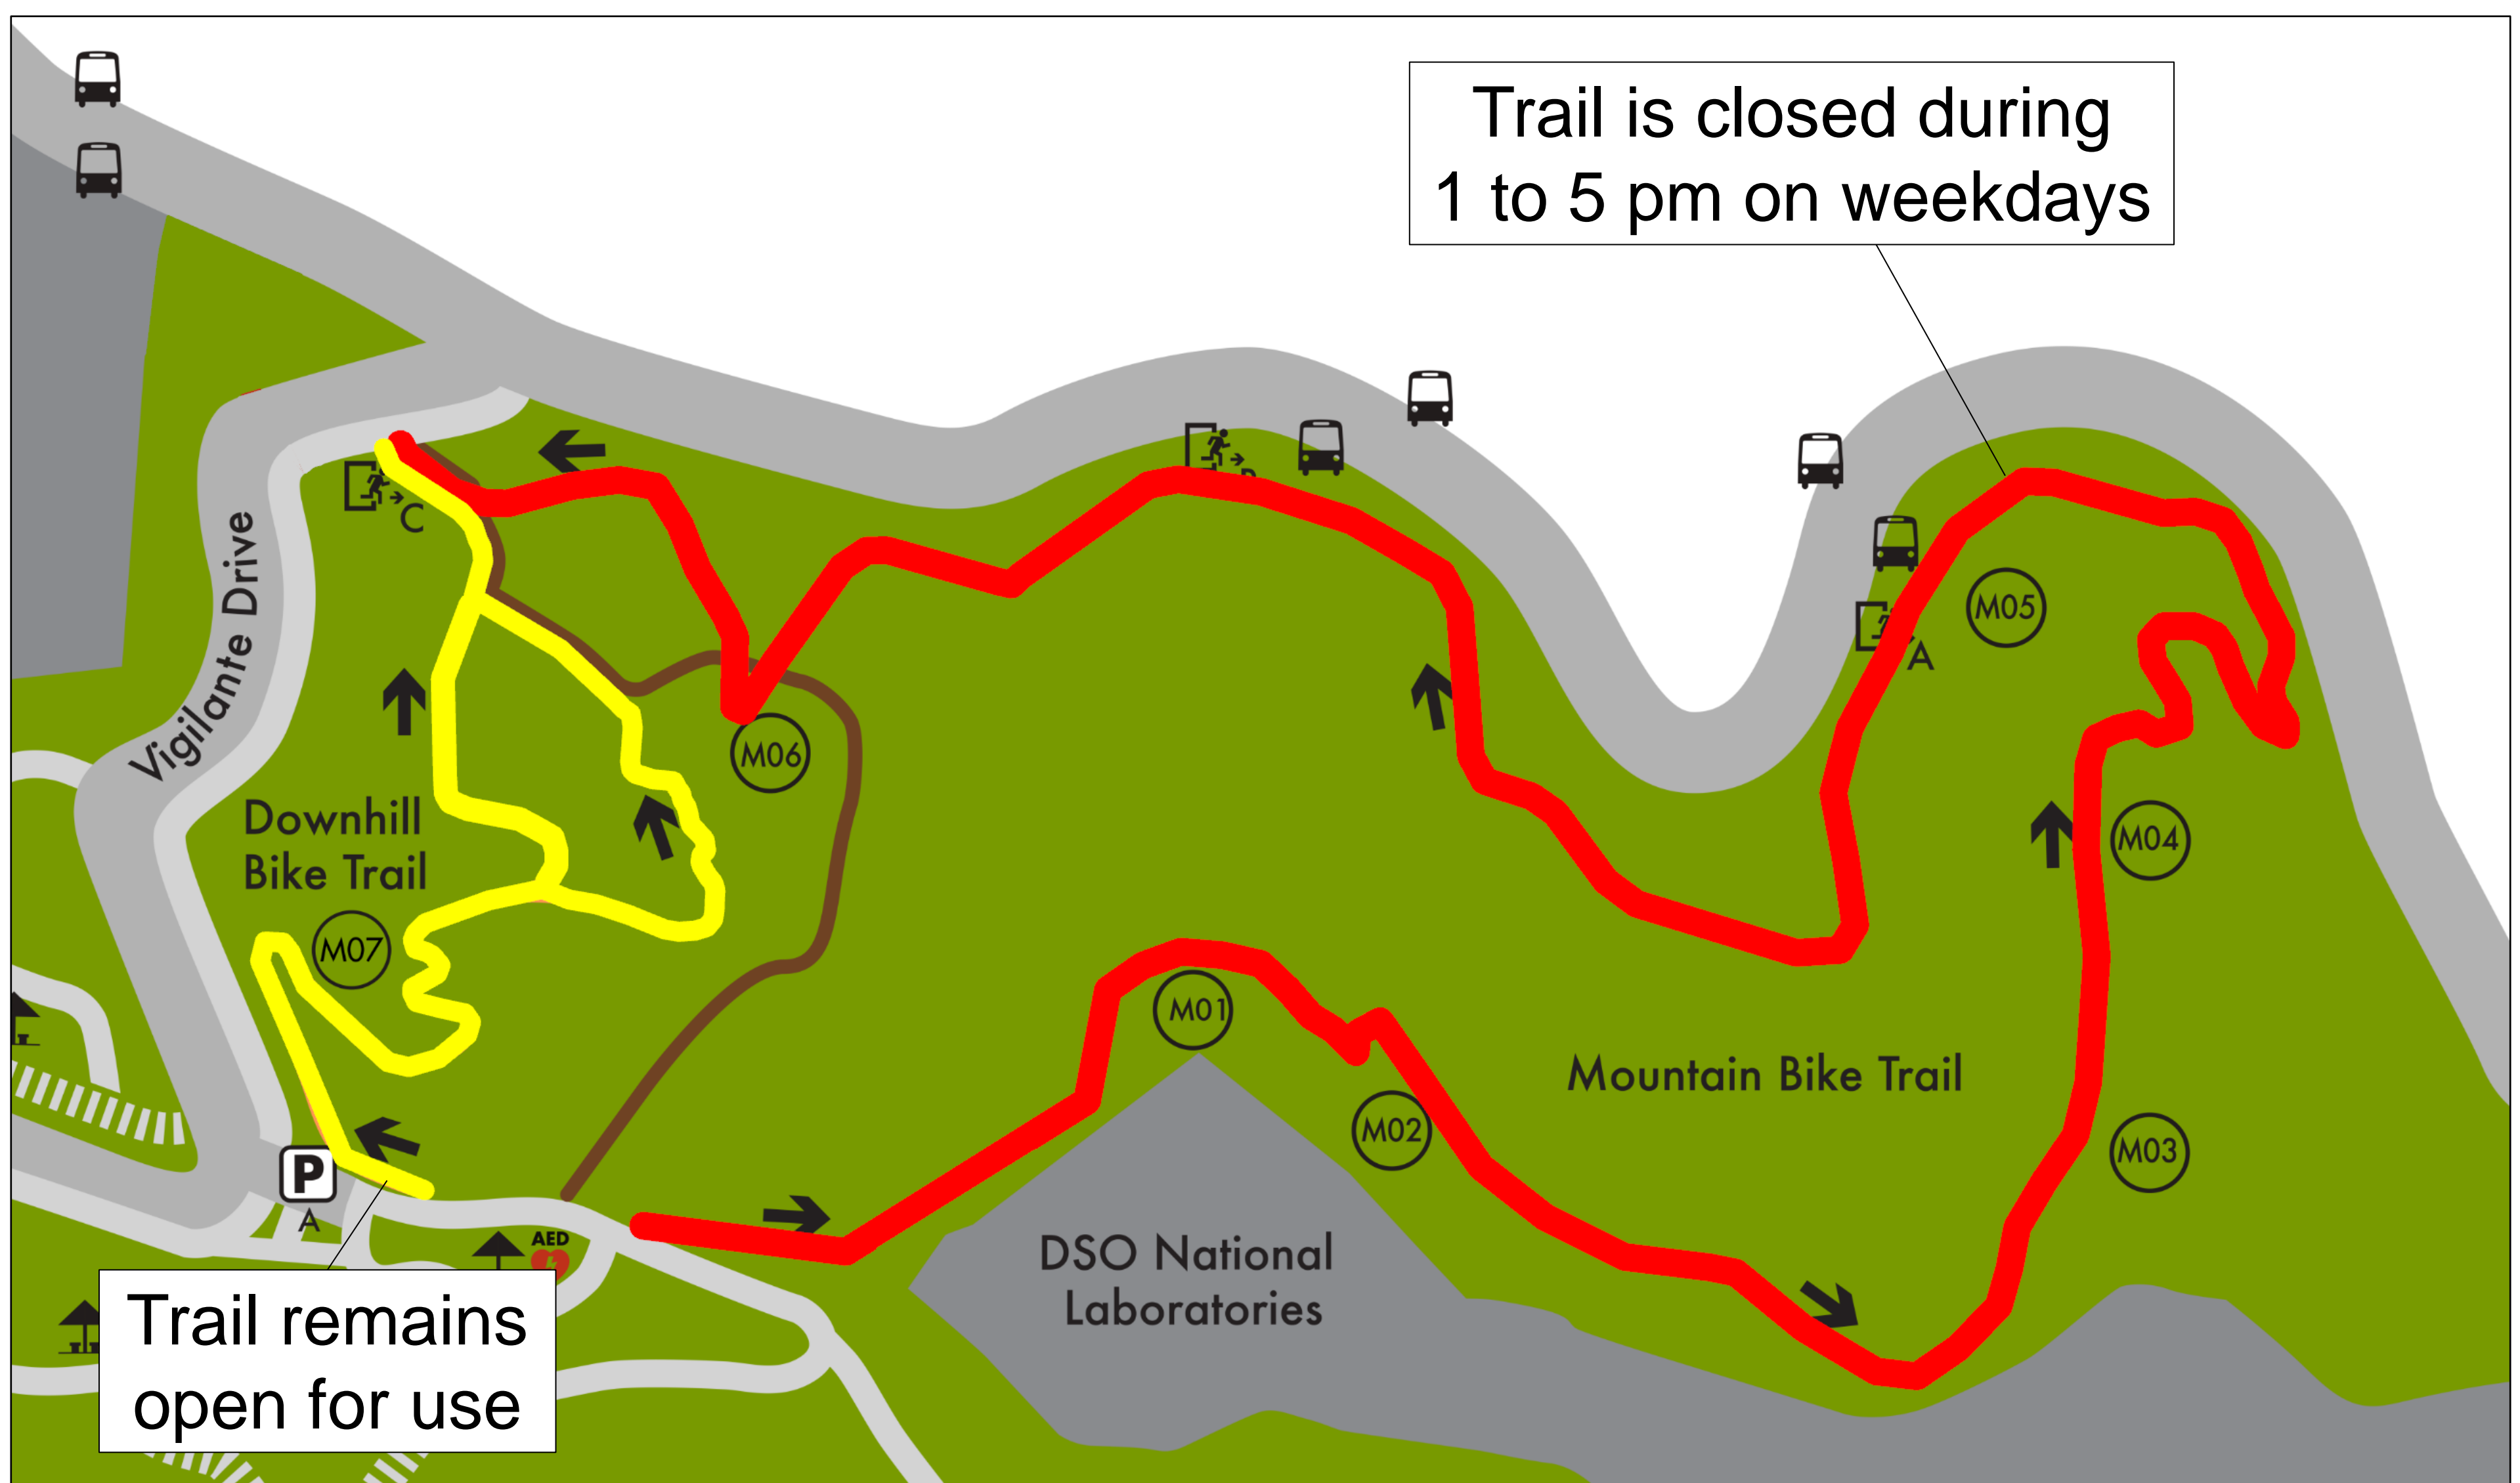 Trail is closed during
1 to 5 pm on weekdays
C
A
M05
Vigilante Drive
M06
Downhill
Bike Trail
M04
M07
M01
Mountain Bike Trail
M02
M03
P
A
AED
DSO National
Laboratories
Trail remains
open for use